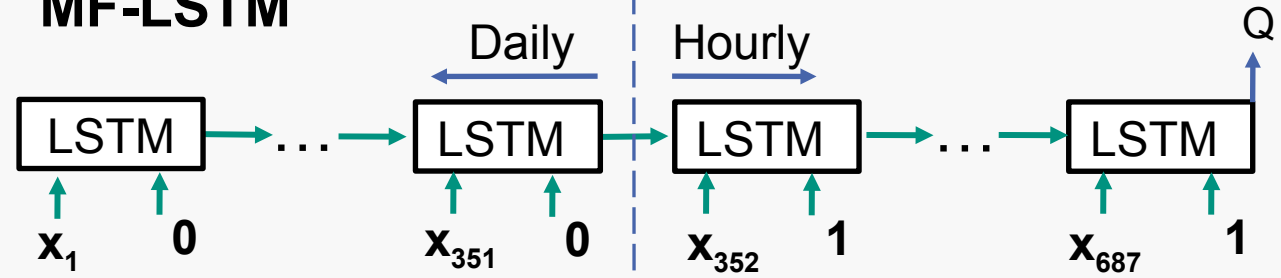 MF-LSTM
Daily Hourly Q
LSTM ... LSTM LSTM ... LSTM
x₁ 0 x₃₅₁ 0 x₃₅₂ 1 x₆₈₇ 1